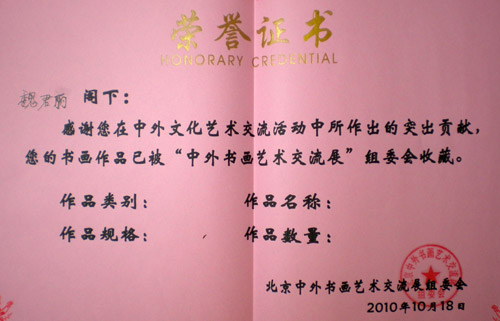 荣誉证书
HONORARY CREDENTIAL
魏君丽 阁下：
感谢您在中外文化艺术交流活动中所作出的突出贡献，
您的书画作品已被“中外书画艺术交流展”组委会收藏。
作品类别： 作品名称：
作品规格： 作品数量：
北京中外书画艺术交流展组委会
2010年10月18日